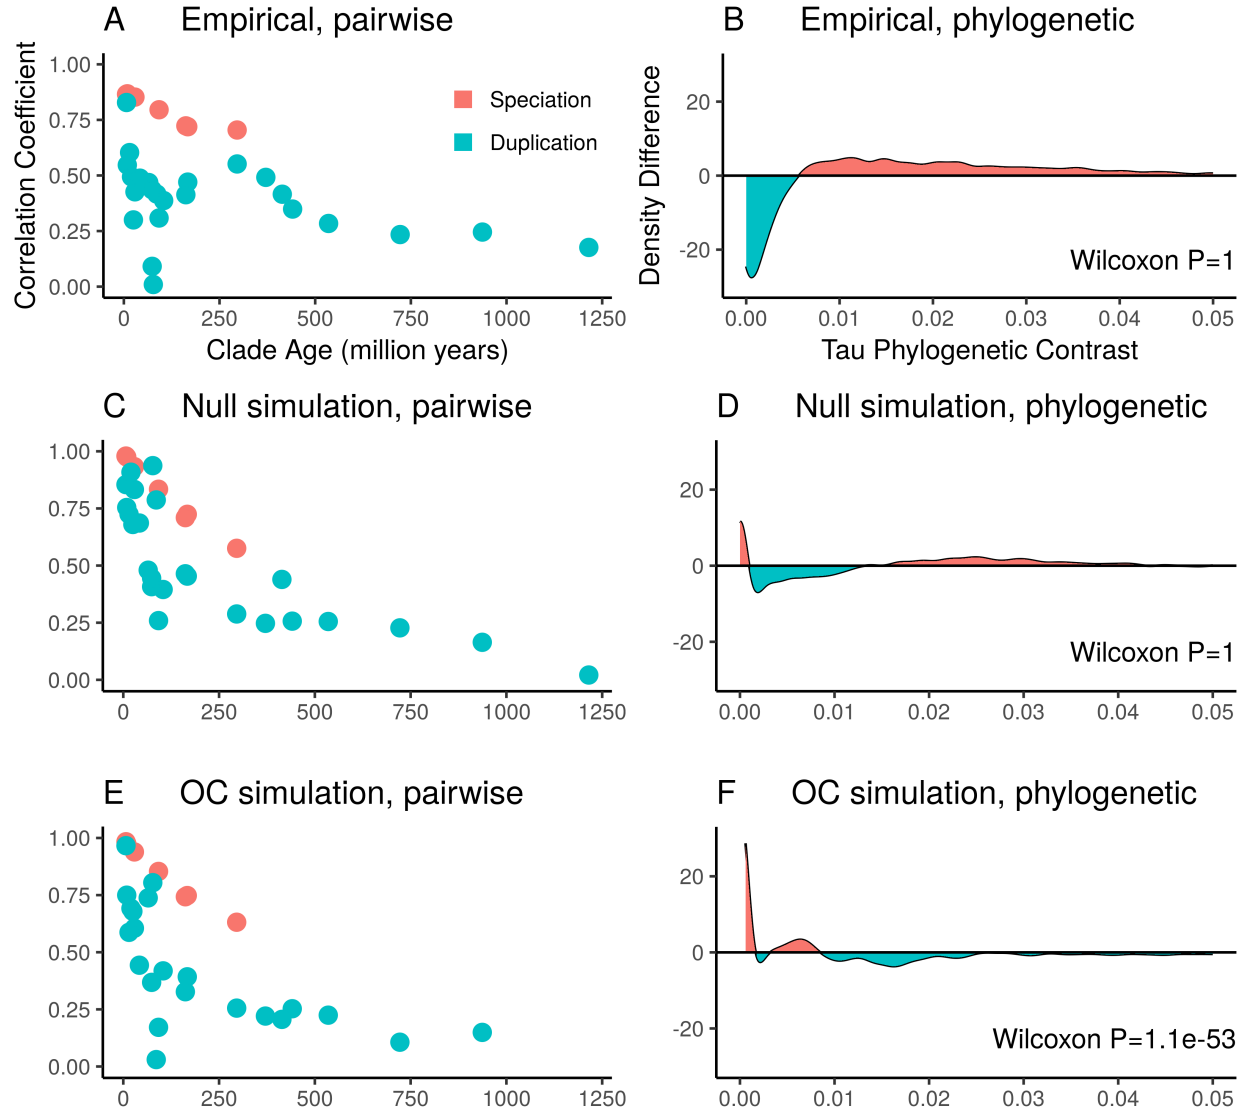 A Empirical, pairwise
Correlation Coefficient
1.00
0.75
0.50
0.25
0.00
Speciation
Duplication
0 250 500 750 1000 1250
Clade Age (million years)
B Empirical, phylogenetic
Density Difference
20
0
-20
Wilcoxon P=1
0.00 0.01 0.02 0.03 0.04 0.05
Tau Phylogenetic Contrast
C Null simulation, pairwise
1.00
0.75
0.50
0.25
0.00
0 250 500 750 1000 1250
D Null simulation, phylogenetic
20
0
-20
Wilcoxon P=1
0.00 0.01 0.02 0.03 0.04 0.05
E OC simulation, pairwise
1.00
0.75
0.50
0.25
0.00
0 250 500 750 1000 1250
F OC simulation, phylogenetic
20
0
-20
Wilcoxon P=1.1e-53
0.00 0.01 0.02 0.03 0.04 0.05